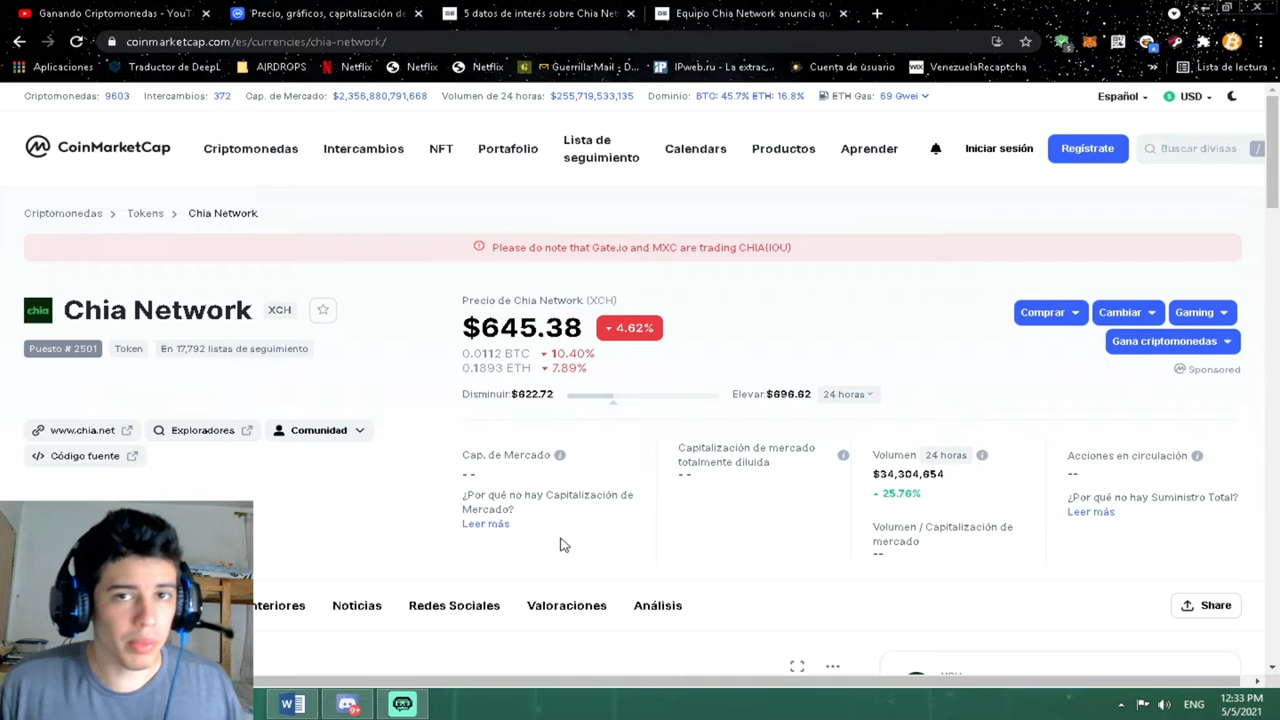 Ganando Criptomonedas - YouT
Precio, gráficos, capitalización de
5 datos de interés sobre Chia Net
Equipo Chia Network anuncia qu
coinmarketcap.com/es/currencies/chia-network/
Aplicaciones
Traductor de DeepL
AIRDROPS
Netflix
Netflix
Netflix
Guerrilla Mail - D...
IPweb.ru - La extrac...
Cuenta de usuario
VenezuelaRecaptcha
Lista de lectura
Criptomonedas: 9603 Intercambios: 372 Cap. de Mercado: $2,356,880,791,668 Volumen de 24 horas: $255,719,533,135 Dominio: BTC: 45.7% ETH: 16.8% ETH Gas: 69 Gwei
Español
USD
CoinMarketCap
Criptomonedas
Intercambios
NFT
Portafolio
Lista de
seguimiento
Calendars
Productos
Aprender
Iniciar sesión
Regístrate
Buscar divisas /
Criptomonedas > Tokens > Chia Network
Please do note that Gate.io and MXC are trading CHIA(IOU)
chia
Chia Network XCH
Puesto # 2501 Token En 17,792 listas de seguimiento
www.chia.net Exploradores Comunidad
Código fuente
Precio de Chia Network (XCH)
$645.38 4.62%
0.0112 BTC 10.40%
0.1893 ETH 7.89%
Disminuir:$622.72 Elevar:$696.62 24 horas
Comprar Cambiar Gaming
Gana criptomonedas
Sponsored
Cap. de Mercado
- -
¿Por qué no hay Capitalización de
Mercado?
Leer más
Capitalización de mercado
totalmente diluida
- -
Volumen 24 horas
$34,304,654
25.76%
Volumen / Capitalización de
mercado
--
Acciones en circulación
--
¿Por qué no hay Suministro Total?
Leer más
nteriores
Noticias
Redes Sociales
Valoraciones
Análisis
Share
ENG
12:33 PM
5/5/2021